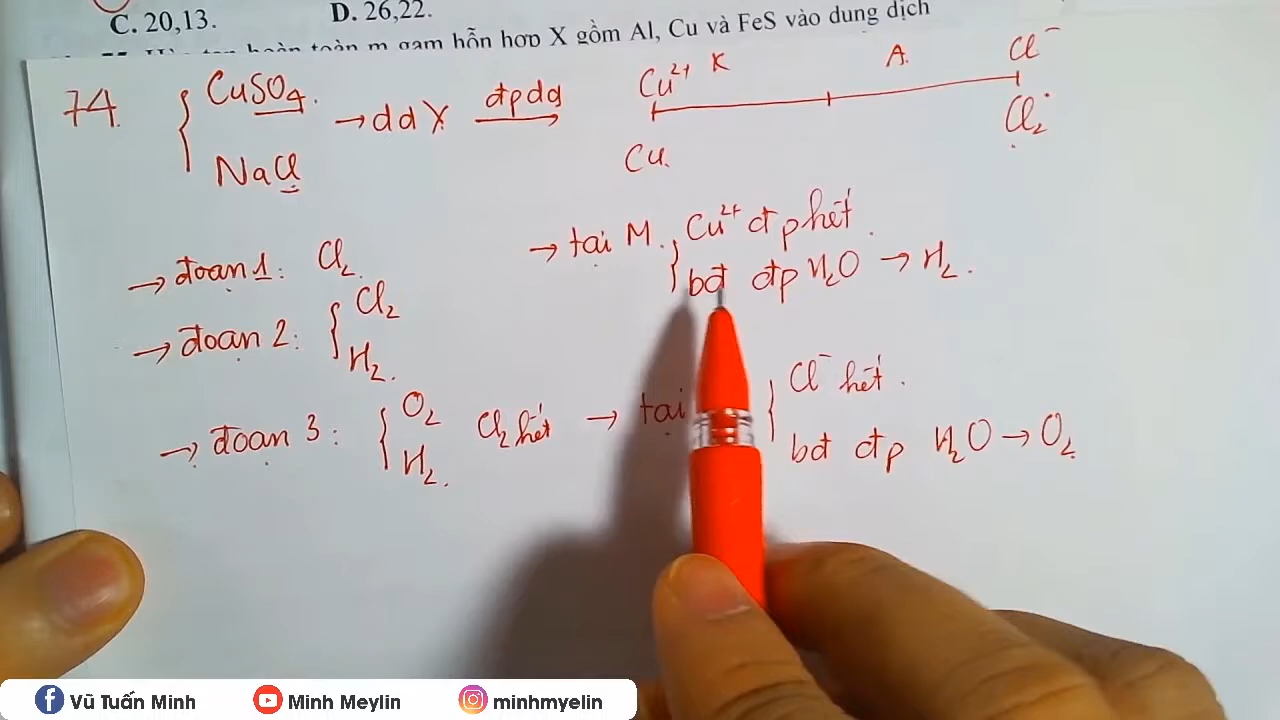 C. 20,13.
D. 26,22.
hoàn toàn m gam hỗn hợp X gồm Al, Cu và FeS vào dung dịch
74. { CuSO4. NaCl → dd X đpdd →
Cu2+ K A. Cl-
Cu. Cl2
→ đoạn 1: Cl2.
→ tại M. { Cu2+ đp hết.
bđ đp H2O → H2.
→ đoạn 2: { Cl2 H2.
→ đoạn 3: { O2 H2. Cl2 hết → tại { Cl- hết.
bđ đp H2O → O2.
Vũ Tuấn Minh
Minh Meylin
minhmyelin